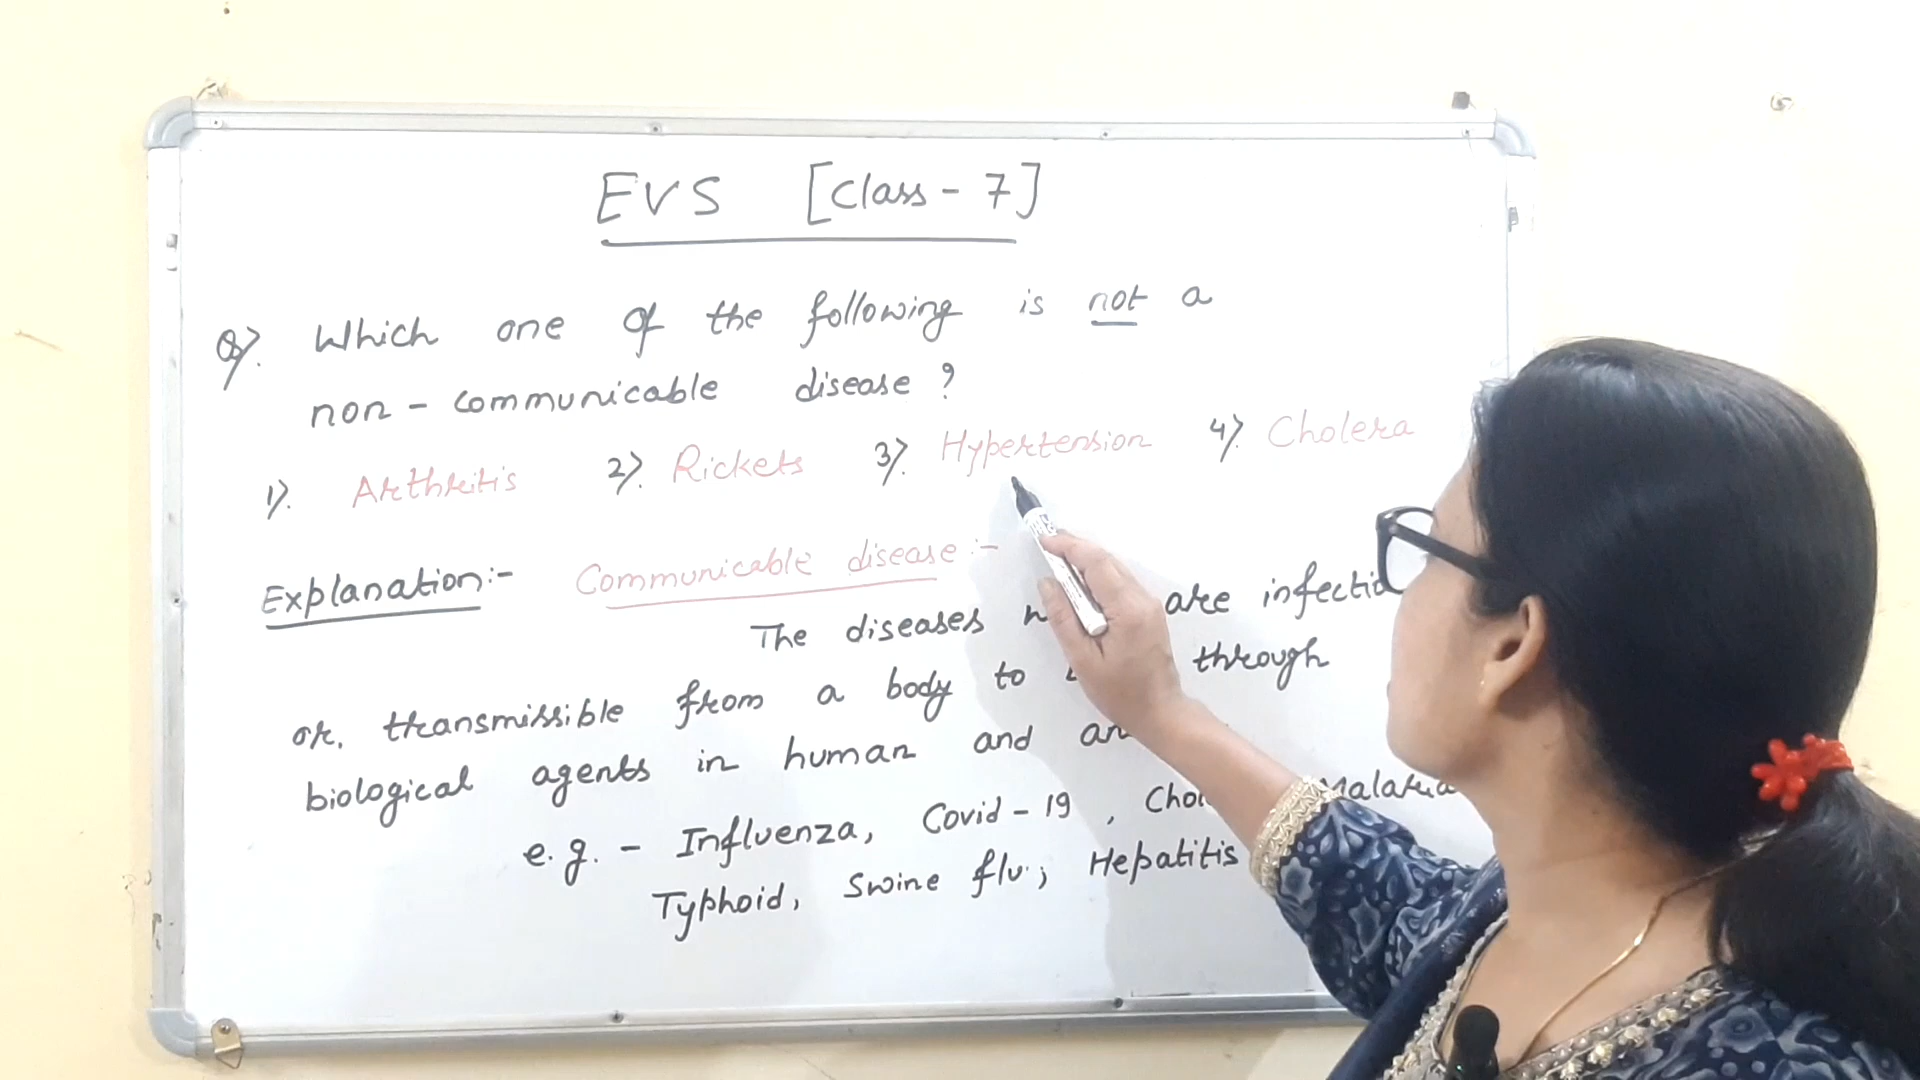 EVS [Class - 7]
Q). Which one of the following is not a
non - communicable disease ?
1). Arthritis 2). Rickets 3). Hypertension 4). Cholera
Explanation:- Communicable disease :-
The diseases are
or, transmissible from a body to through
biological agents in human and
e.g. - Influenza, Covid - 19 , Malaria
Typhoid, Swine flu, Hepatitis